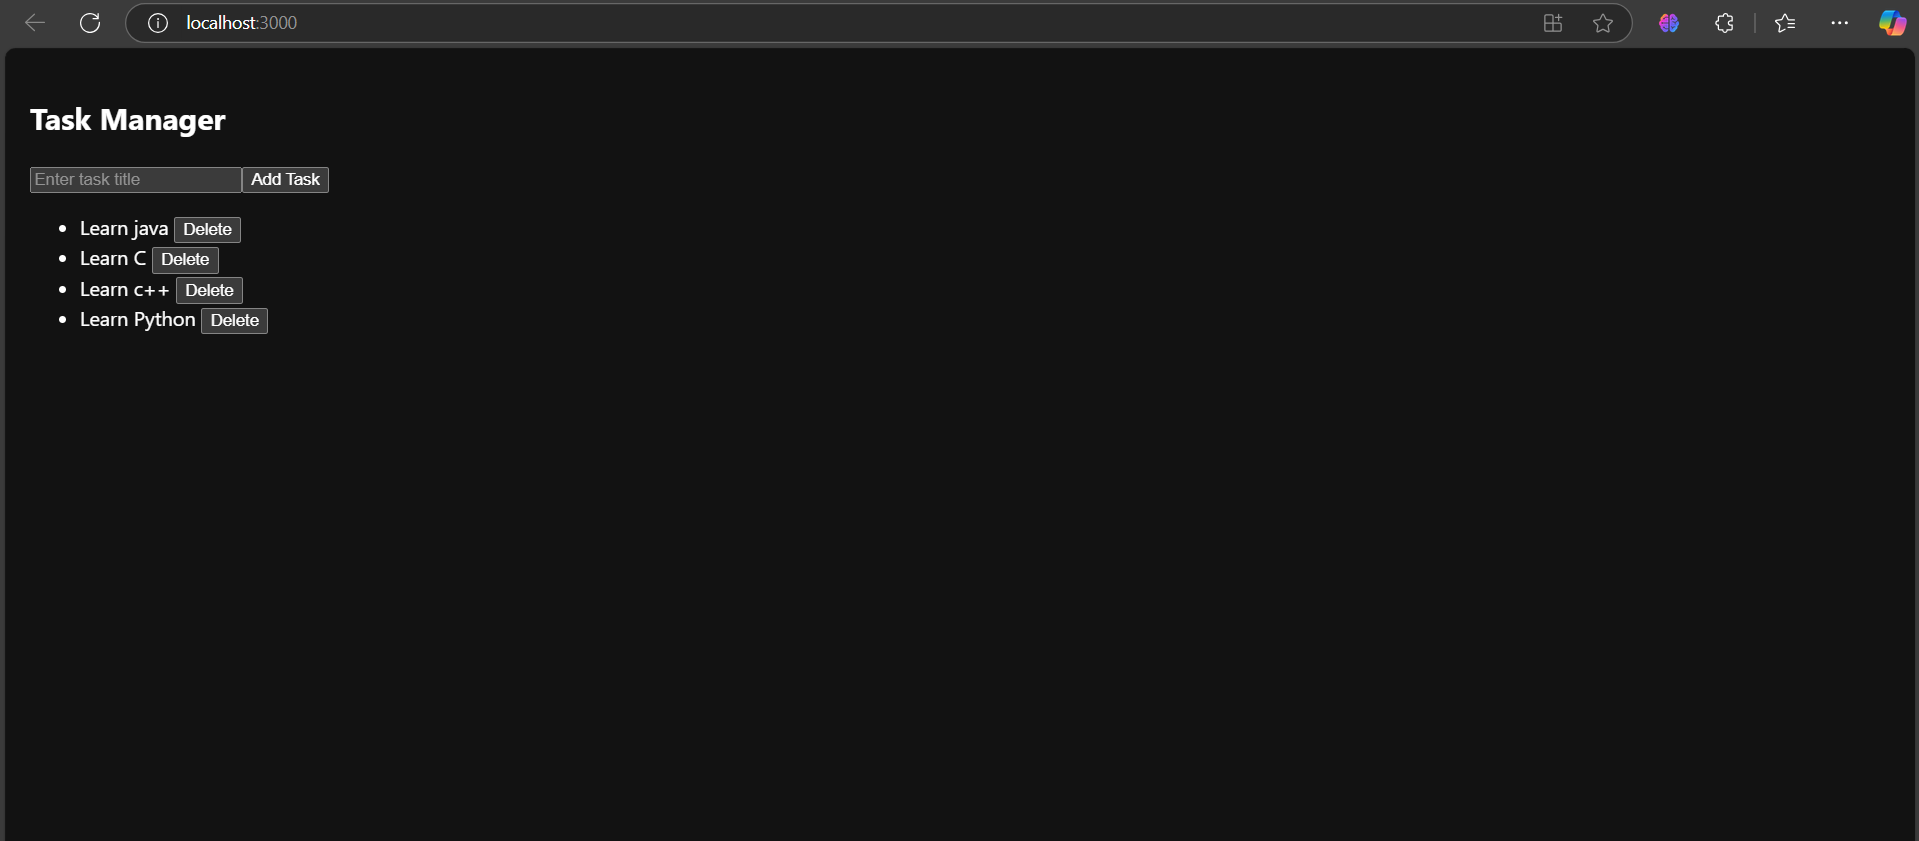 localhost:3000
Task Manager
Enter task title Add Task
Learn java Delete
Learn C Delete
Learn c++ Delete
Learn Python Delete